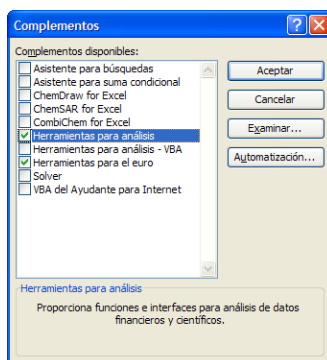 Complementos
Complementos disponibles:
Asistente para búsquedas
Asistente para suma condicional
ChemDraw for Excel
ChemSAR for Excel
CombiChem for Excel
Herramientas para análisis
Herramientas para análisis - VBA
Herramientas para el euro
Solver
VBA del Ayudante para Internet
Aceptar
Cancelar
Examinar...
Automatización...
Herramientas para análisis
Proporciona funciones e interfaces para análisis de datos
financieros y científicos.